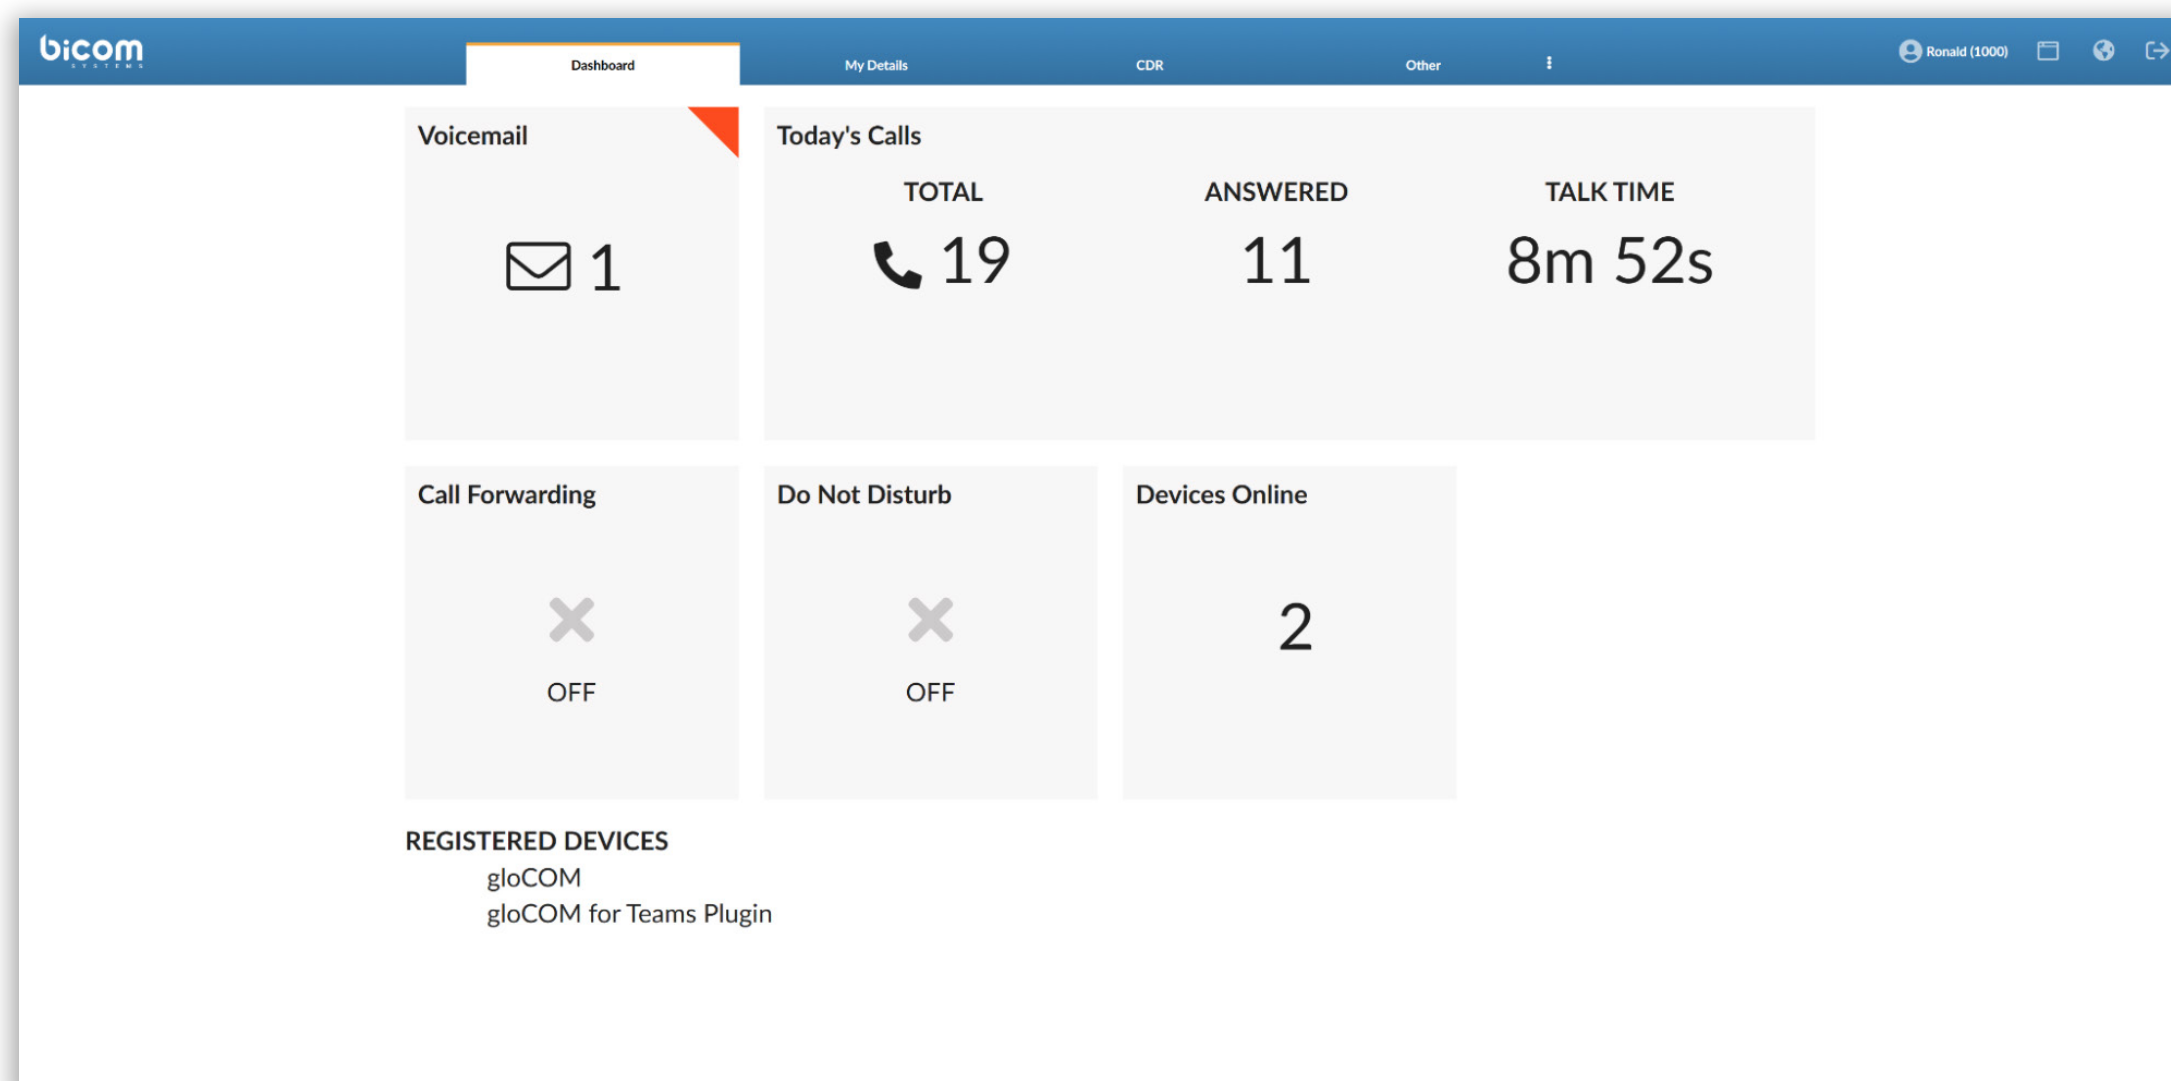 bicom
SYSTEMS
Dashboard
My Details
CDR
Other
Ronald (1000)
Voicemail
1
Today's Calls
TOTAL
ANSWERED
TALK TIME
19
11
8m 52s
Call Forwarding
OFF
Do Not Disturb
OFF
Devices Online
2
REGISTERED DEVICES
gloCOM
gloCOM for Teams Plugin